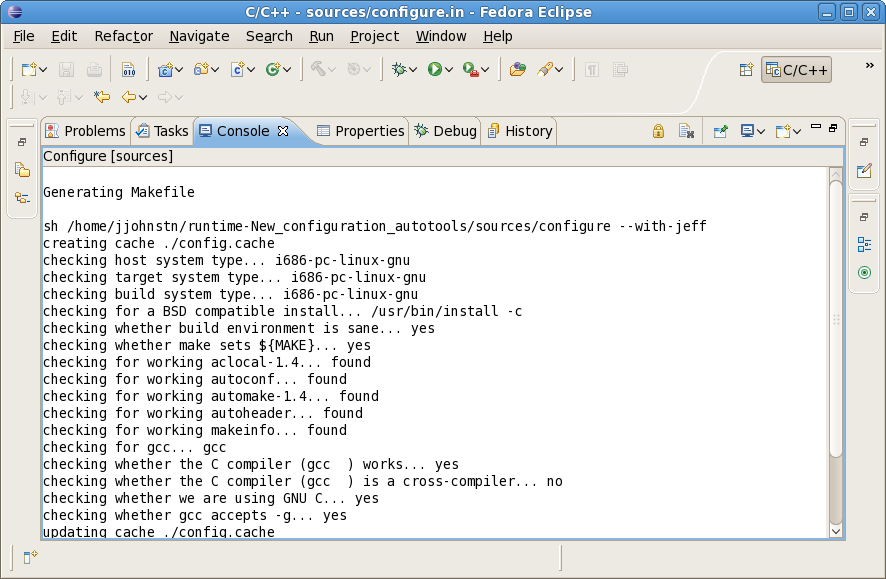 C/C++ - sources/configure.in - Fedora Eclipse
File Edit Refactor Navigate Search Run Project Window Help
010
C/C++ »
Problems Tasks Console Properties Debug History
Configure [sources]
Generating Makefile
sh /home/jjohnstn/runtime-New_configuration_autotools/sources/configure --with-jeff
creating cache ./config.cache
checking host system type... i686-pc-linux-gnu
checking target system type... i686-pc-linux-gnu
checking build system type... i686-pc-linux-gnu
checking for a BSD compatible install... /usr/bin/install -c
checking whether build environment is sane... yes
checking whether make sets ${MAKE}... yes
checking for working aclocal-1.4... found
checking for working autoconf... found
checking for working automake-1.4... found
checking for working autoheader... found
checking for working makeinfo... found
checking for gcc... gcc
checking whether the C compiler (gcc  ) works... yes
checking whether the C compiler (gcc  ) is a cross-compiler... no
checking whether we are using GNU C... yes
checking whether gcc accepts -g... yes
updating cache ./config.cache